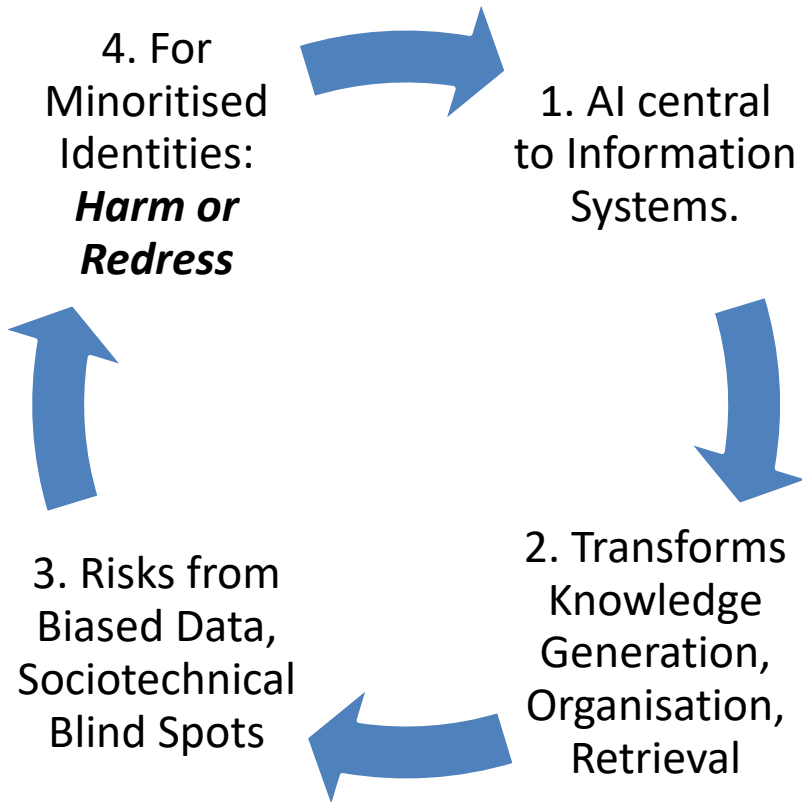 1. AI central
to Information
Systems.
2. Transforms
Knowledge
Generation,
Organisation,
Retrieval
3. Risks from
Biased Data,
Sociotechnical
Blind Spots
4. For
Minoritised
Identities:
Harm or
Redress